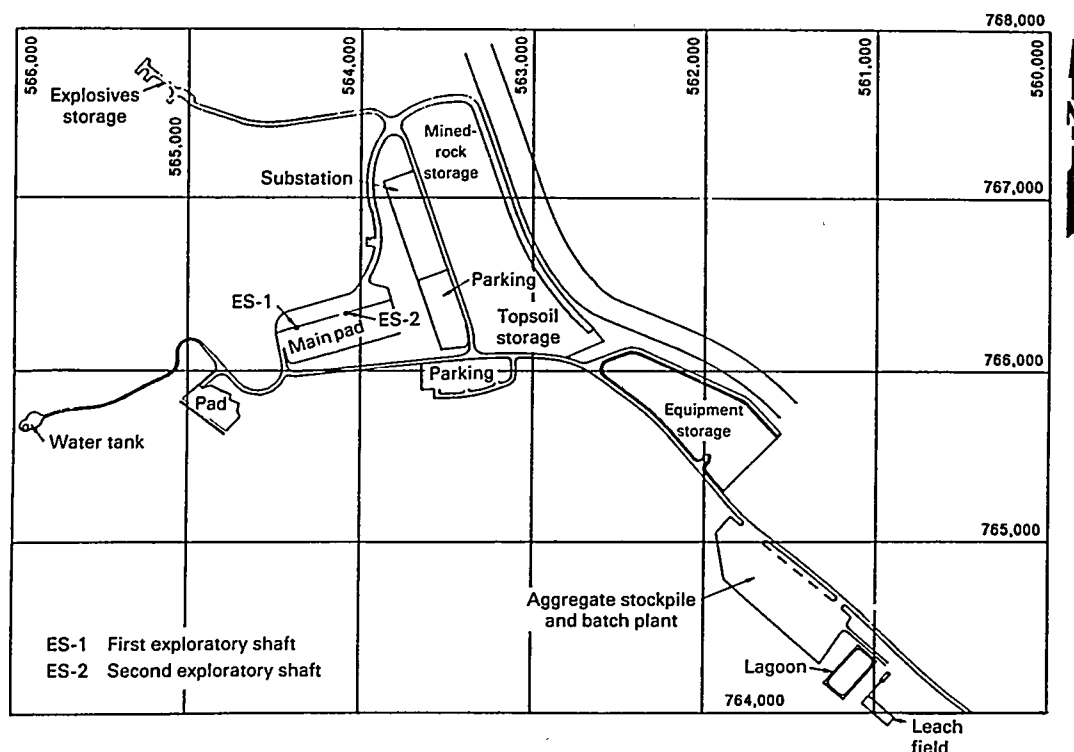 768,000
566,000
565,000
564,000
563,000
562,000
561,000
560,000
N
Explosives
storage
Mined-
rock
storage
Substation
767,000
Parking
ES-1
ES-2
Main pad
Topsoil
storage
766,000
Parking
Pad
Water tank
Equipment
storage
765,000
Aggregate stockpile
and batch plant
ES-1 First exploratory shaft
ES-2 Second exploratory shaft
Lagoon
764,000
Leach
field